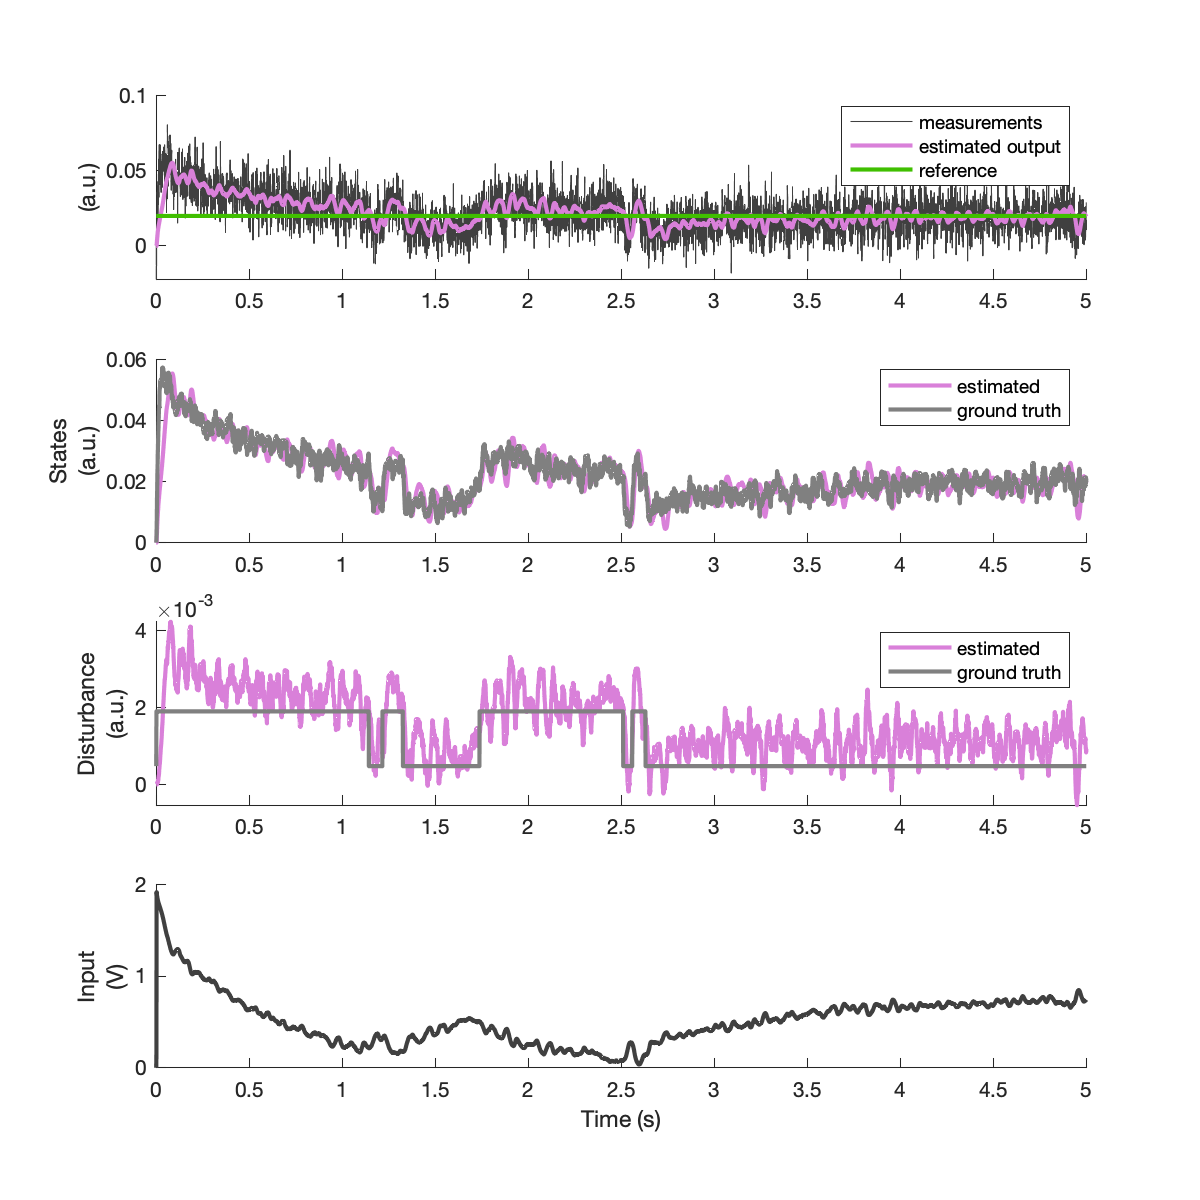 0.1
0.05
0
(a.u.)
measurements
estimated output
reference
0 0.5 1 1.5 2 2.5 3 3.5 4 4.5 5
0.06
0.04
0.02
0
States
(a.u.)
estimated
ground truth
0 0.5 1 1.5 2 2.5 3 3.5 4 4.5 5
×10-3
4
2
0
Disturbance
(a.u.)
estimated
ground truth
0 0.5 1 1.5 2 2.5 3 3.5 4 4.5 5
2
1
0
Input
(V)
0 0.5 1 1.5 2 2.5 3 3.5 4 4.5 5
Time (s)